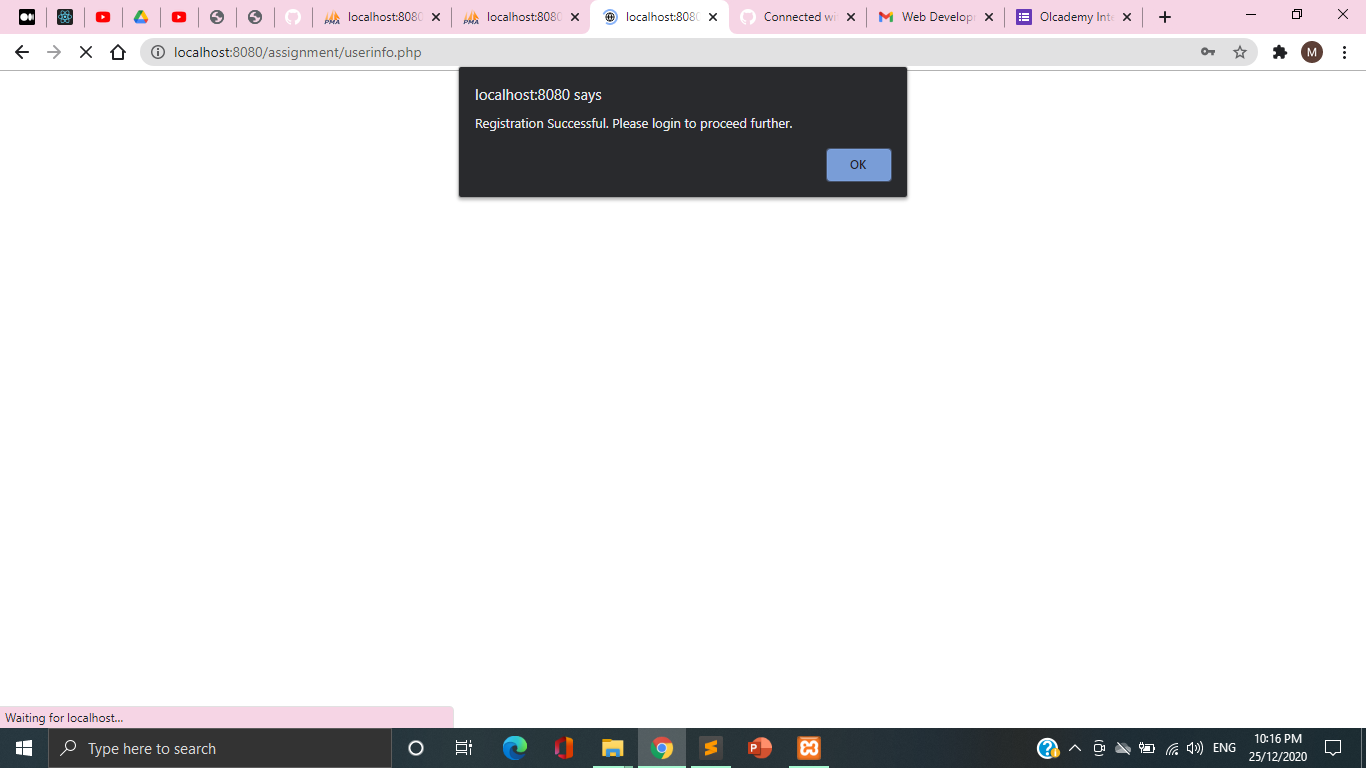 PMA localhost:8080
PMA localhost:8080
localhost:8080
Connected wi
Web Develop
Olcademy Inte
localhost:8080/assignment/userinfo.php
M
localhost:8080 says
Registration Successful. Please login to proceed further.
OK
Waiting for localhost...
Type here to search
ENG
10:16 PM
25/12/2020